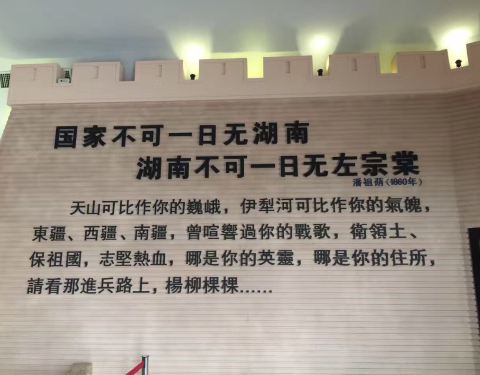 国家不可一日无湖南
湖南不可一日无左宗棠
潘祖荫(1860年)
天山可比作你的巍峨，伊犁河可比作你的氣魄，
東疆、西疆、南疆，曾喧響過你的戰歌，衛領土、
保祖國，志堅熱血，哪是你的英靈，哪是你的住所，
請看那進兵路上，楊柳棵棵……